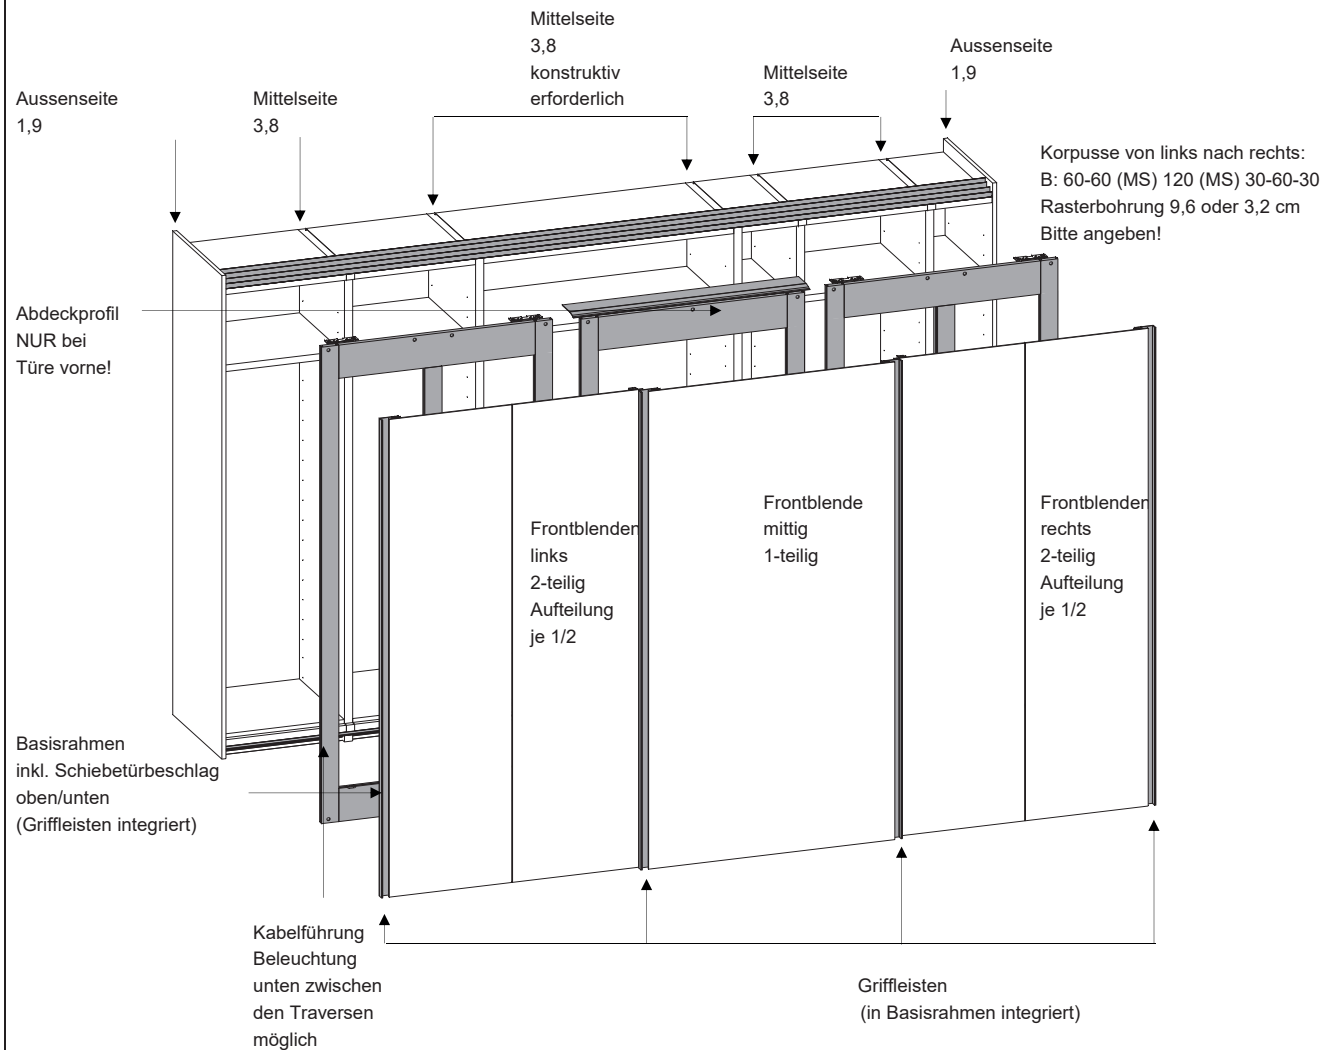 Mittelseite
3,8
konstruktiv
erforderlich
Aussenseite
1,9
Mittelseite
3,8
Aussenseite
1,9
Mittelseite
3,8
Korpusse von links nach rechts:
B: 60-60 (MS) 120 (MS) 30-60-30
Rasterbohrung 9,6 oder 3,2 cm
Bitte angeben!
Abdeckprofil
NUR bei
Türe vorne!
Frontblenden
links
2-teilig
Aufteilung
je 1/2
Frontblende
mittig
1-teilig
Frontblenden
rechts
2-teilig
Aufteilung
je 1/2
Basisrahmen
inkl. Schiebetürbeschlag
oben/unten
(Griffleisten integriert)
Kabelführung
Beleuchtung
unten zwischen
den Traversen
möglich
Griffleisten
(in Basisrahmen integriert)